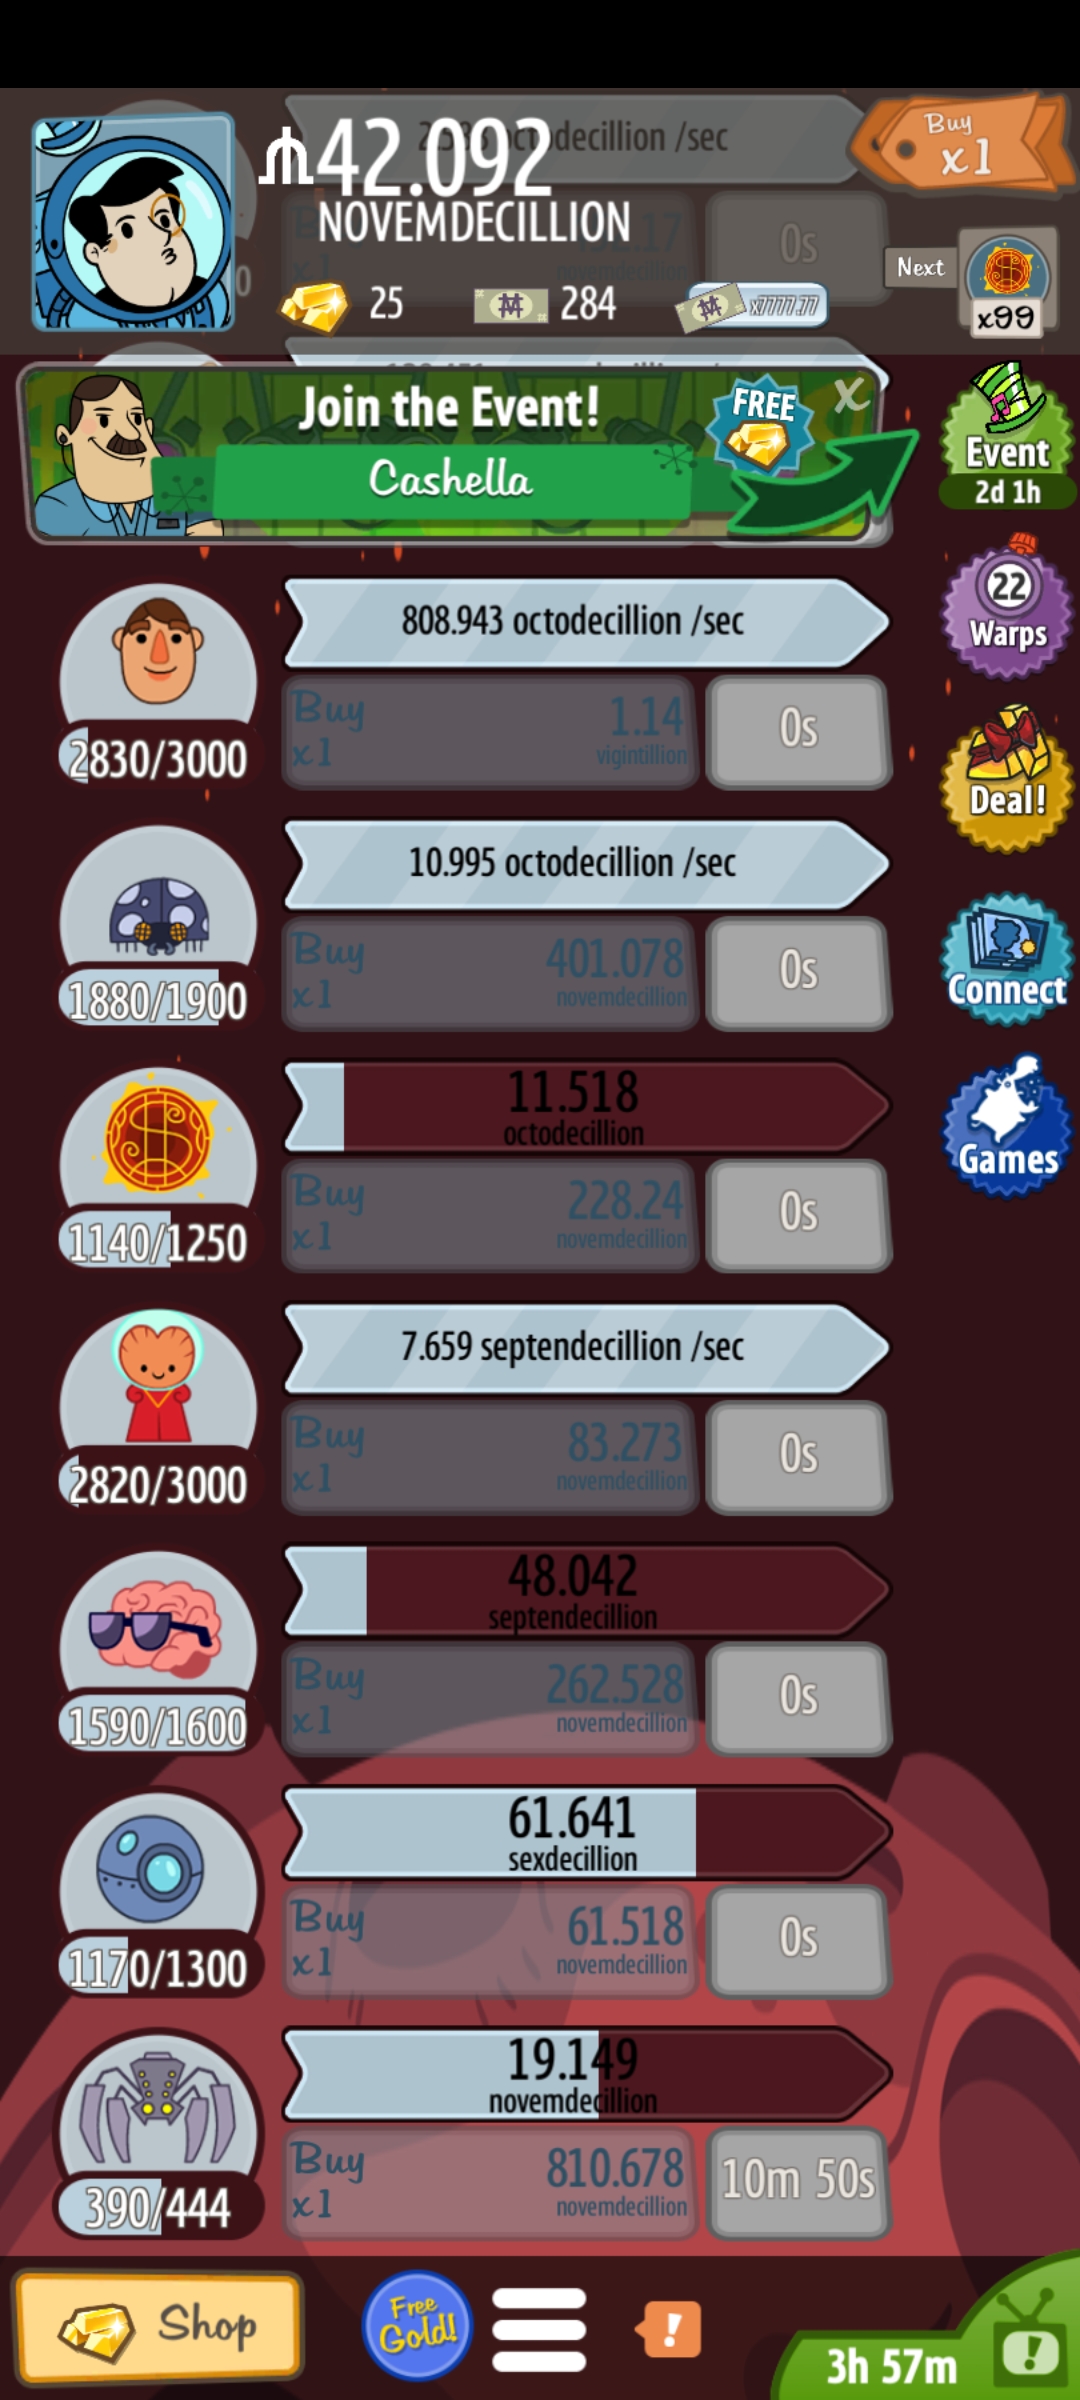 2.533 octodecillion /sec
42.092
NOVEMDECILLION
Buy
x1
Next
x99
25
284
x7777.77
Join the Event!
FREE
X
Cashella
Event
2d 1h
808.943 octodecillion /sec
Buy
x1
1.14
vigintillion
0s
2830/3000
22
Warps
10.995 octodecillion /sec
Buy
x1
401.078
novemdecillion
0s
1880/1900
Deal!
Connect
11.518
octodecillion
Buy
x1
228.24
novemdecillion
0s
1140/1250
Games
7.659 septendecillion /sec
Buy
x1
83.273
novemdecillion
0s
2820/3000
48.042
septendecillion
Buy
x1
262.528
novemdecillion
0s
1590/1600
61.641
sexdecillion
Buy
x1
61.518
novemdecillion
0s
1170/1300
19.149
novemdecillion
Buy
x1
810.678
novemdecillion
10m 50s
390/444
Shop
Free
Gold!
!
3h 57m
!